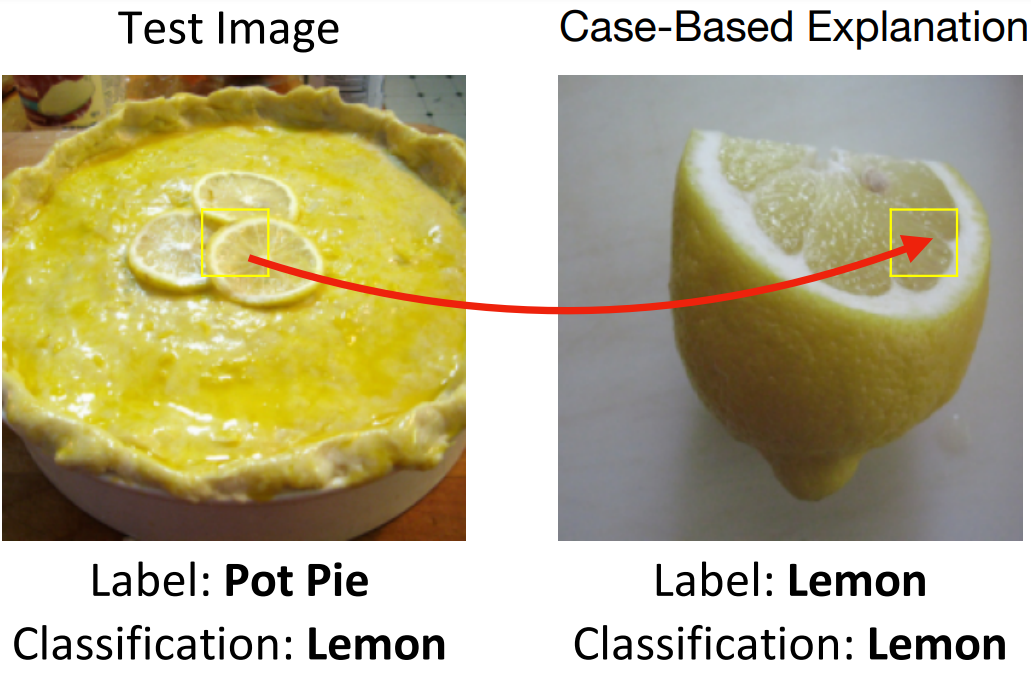 Test Image
Case-Based Explanation
Label: Pot Pie
Label: Lemon
Classification: Lemon
Classification: Lemon